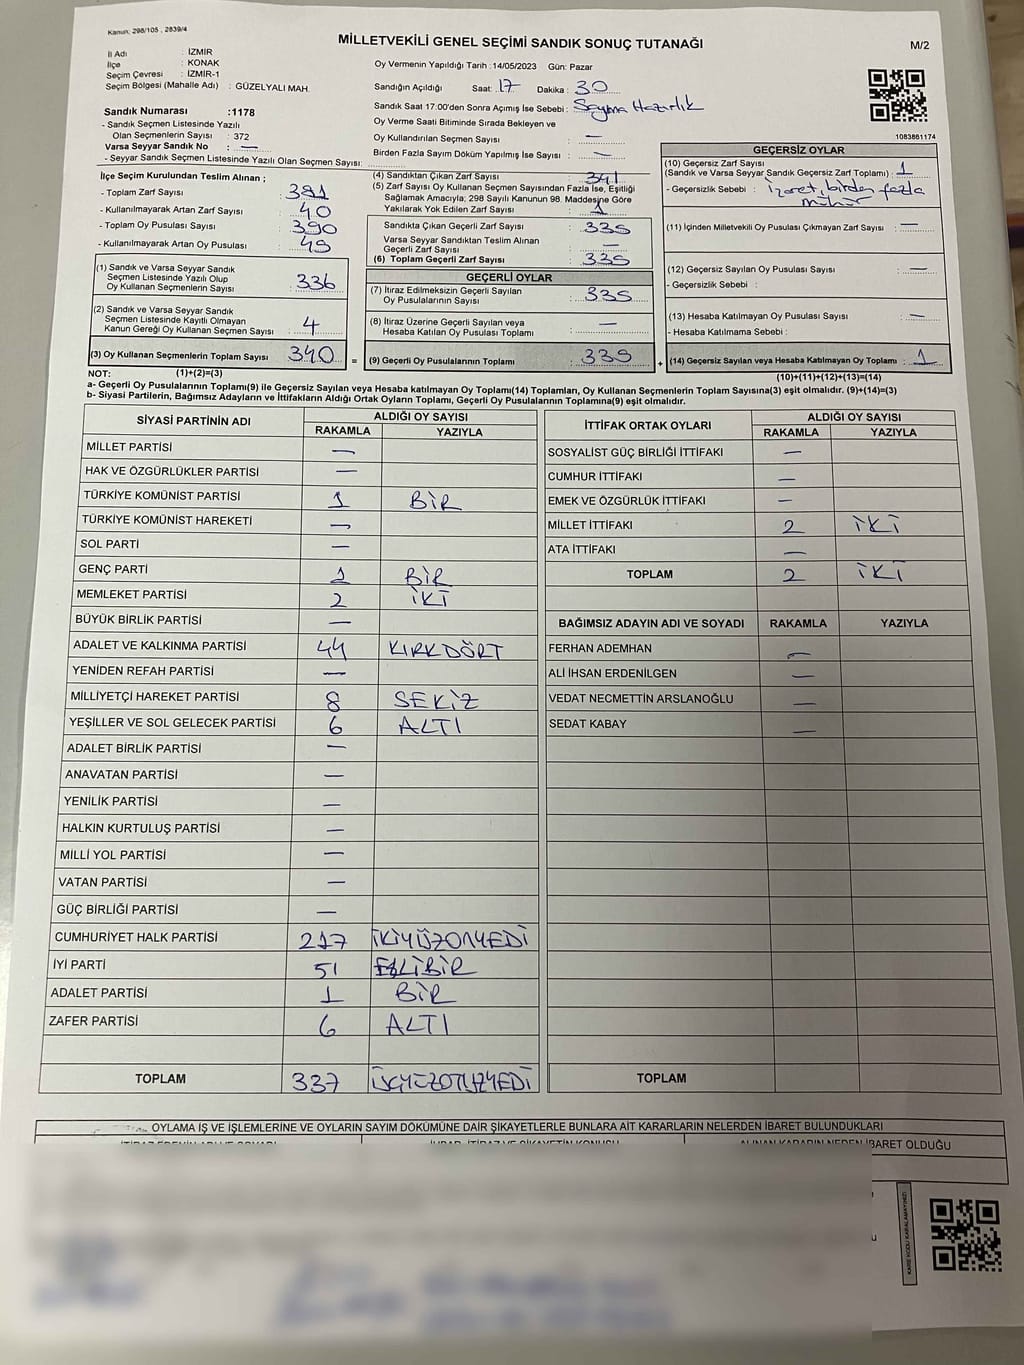 Kanun: 298/105 , 2839/4
MİLLETVEKİLİ GENEL SEÇİMİ SANDIK SONUÇ TUTANAĞI
M/2
İl Adı : İZMİR
İlçe : KONAK
Seçim Çevresi : İZMİR-1
Seçim Bölgesi (Mahalle Adı) : GÜZELYALI MAH.
Oy Vermenin Yapıldığı Tarih :14/05/2023 Gün: Pazar
Sandığın Açıldığı Saat: 17 Dakika : 30
Sandık Saat 17:00'den Sonra Açımış İse Sebebi : Sayıma Hazırlık
Oy Verme Saati Bitiminde Sırada Bekleyen ve
Oy Kullandırılan Seçmen Sayısı : —
Birden Fazla Sayım Döküm Yapılmış İse Sayısı : —
1083861174
Sandık Numarası :1178
- Sandık Seçmen Listesinde Yazılı
Olan Seçmenlerin Sayısı : 372
Varsa Seyyar Sandık No : —
- Seyyar Sandık Seçmen Listesinde Yazılı Olan Seçmen Sayısı:
İlçe Seçim Kurulundan Teslim Alınan ;
- Toplam Zarf Sayısı : 381
- Kullanılmayarak Artan Zarf Sayısı : 40
- Toplam Oy Pusulası Sayısı : 390
- Kullanılmayarak Artan Oy Pusulası : 49
(1) Sandık ve Varsa Seyyar Sandık
Seçmen Listesinde Yazılı Olup
Oy Kullanan Seçmenlerin Sayısı : 336
(2) Sandık ve Varsa Seyyar Sandık
Seçmen Listesinde Kayıtlı Olmayan
Kanun Gereği Oy Kullanan Seçmen Sayısı : 4
(3) Oy Kullanan Seçmenlerin Toplam Sayısı : 340
(4) Sandıktan Çıkan Zarf Sayısı : 341
(5) Zarf Sayısı Oy Kullanan Seçmen Sayısından Fazla İse, Eşitliği
Sağlamak Amacıyla; 298 Sayılı Kanunun 98. Maddesine Göre
Yakılarak Yok Edilen Zarf Sayısı : 1
Sandıkta Çıkan Geçerli Zarf Sayısı : 335
Varsa Seyyar Sandıktan Teslim Alınan
Geçerli Zarf Sayısı : —
(6) Toplam Geçerli Zarf Sayısı : 335
GEÇERLİ OYLAR
(7) İtiraz Edilmeksizin Geçerli Sayılan
Oy Pusulalarının Sayısı : 335
(8) İtiraz Üzerine Geçerli Sayılan veya
Hesaba Katılan Oy Pusulası Toplamı : —
= (9) Geçerli Oy Pusulalarının Toplamı : 335 +
GEÇERSİZ OYLAR
(10) Geçersiz Zarf Sayısı
(Sandık ve Varsa Seyyar Sandık Geçersiz Zarf Toplamı) : 1
- Geçersizlik Sebebi : işaret, birden fazla
mühür
(11) İçinden Milletvekili Oy Pusulası Çıkmayan Zarf Sayısı : —
(12) Geçersiz Sayılan Oy Pusulası Sayısı : —
- Geçersizlik Sebebi :
(13) Hesaba Katılmayan Oy Pusulası Sayısı : —
- Hesaba Katılmama Sebebi :
(14) Geçersiz Sayılan veya Hesaba Katılmayan Oy Toplamı : 1
NOT: (1)+(2)=(3)
(10)+(11)+(12)+(13)=(14)
a- Geçerli Oy Pusulalarının Toplamı(9) ile Geçersiz Sayılan veya Hesaba katılmayan Oy Toplamı(14) Toplamları, Oy Kullanan Seçmenlerin Toplam Sayısına(3) eşit olmalıdır. (9)+(14)=(3)
b- Siyasi Partilerin, Bağımsız Adayların ve İttifakların Aldığı Ortak Oyların Toplamı, Geçerli Oy Pusulalarının Toplamına(9) eşit olmalıdır.
SİYASİ PARTİNİN ADI ALDIĞI OY SAYISI
RAKAMLA YAZIYLA
MİLLET PARTİSİ —
HAK VE ÖZGÜRLÜKLER PARTİSİ —
TÜRKİYE KOMÜNİST PARTİSİ 1 BİR
TÜRKİYE KOMÜNİST HAREKETİ —
SOL PARTİ —
GENÇ PARTİ 1 BİR
MEMLEKET PARTİSİ 2 İKİ
BÜYÜK BİRLİK PARTİSİ —
ADALET VE KALKINMA PARTİSİ 44 KIRKDÖRT
YENİDEN REFAH PARTİSİ —
MİLLİYETÇİ HAREKET PARTİSİ 8 SEKİZ
YEŞİLLER VE SOL GELECEK PARTİSİ 6 ALTI
ADALET BİRLİK PARTİSİ —
ANAVATAN PARTİSİ —
YENİLİK PARTİSİ —
HALKIN KURTULUŞ PARTİSİ —
MİLLİ YOL PARTİSİ —
VATAN PARTİSİ —
GÜÇ BİRLİĞİ PARTİSİ —
CUMHURİYET HALK PARTİSİ 217 İKİYÜZONYEDİ
İYİ PARTİ 51 ELLİBİR
ADALET PARTİSİ 1 BİR
ZAFER PARTİSİ 6 ALTI
TOPLAM 337 ÜÇYÜZOTUZYEDİ
İTTİFAK ORTAK OYLARI ALDIĞI OY SAYISI
RAKAMLA YAZIYLA
SOSYALİST GÜÇ BİRLİĞİ İTTİFAKI —
CUMHUR İTTİFAKI —
EMEK VE ÖZGÜRLÜK İTTİFAKI —
MİLLET İTTİFAKI 2 İKİ
ATA İTTİFAKI —
TOPLAM 2 İKİ
BAĞIMSIZ ADAYIN ADI VE SOYADI RAKAMLA YAZIYLA
FERHAN ADEMHAN —
ALİ İHSAN ERDENİLGEN —
VEDAT NECMETTİN ARSLANOĞLU —
SEDAT KABAY —
TOPLAM
OYLAMA İŞ VE İŞLEMLERİNE VE OYLARIN SAYIM DÖKÜMÜNE DAİR ŞİKAYETLERLE BUNLARA AİT KARARLARIN NELERDEN İBARET BULUNDUKLARI
ALINAN KARARIN NEDEN İBARET OLDUĞU
KARE KODU KARALAMAYINIZ!